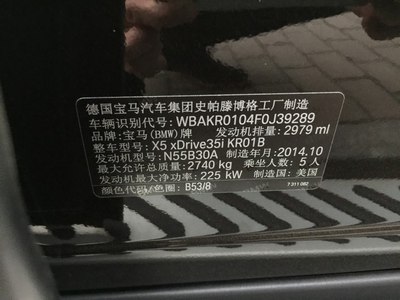 德国宝马汽车集团史帕滕博格工厂制造
车辆识别代号: WBAKR0104F0J39289
品牌: 宝马(BMW)牌 发动机排量: 2979 ml
整车型号: X5 xDrive35i KR01B
发动机型号: N55B30A 制造年月: 2014.10
最大允许总质量: 2740 kg 乘坐人数: 5 人
发动机最大净功率: 225 kW 制造国: 美国
颜色代码/色圈: B53/8